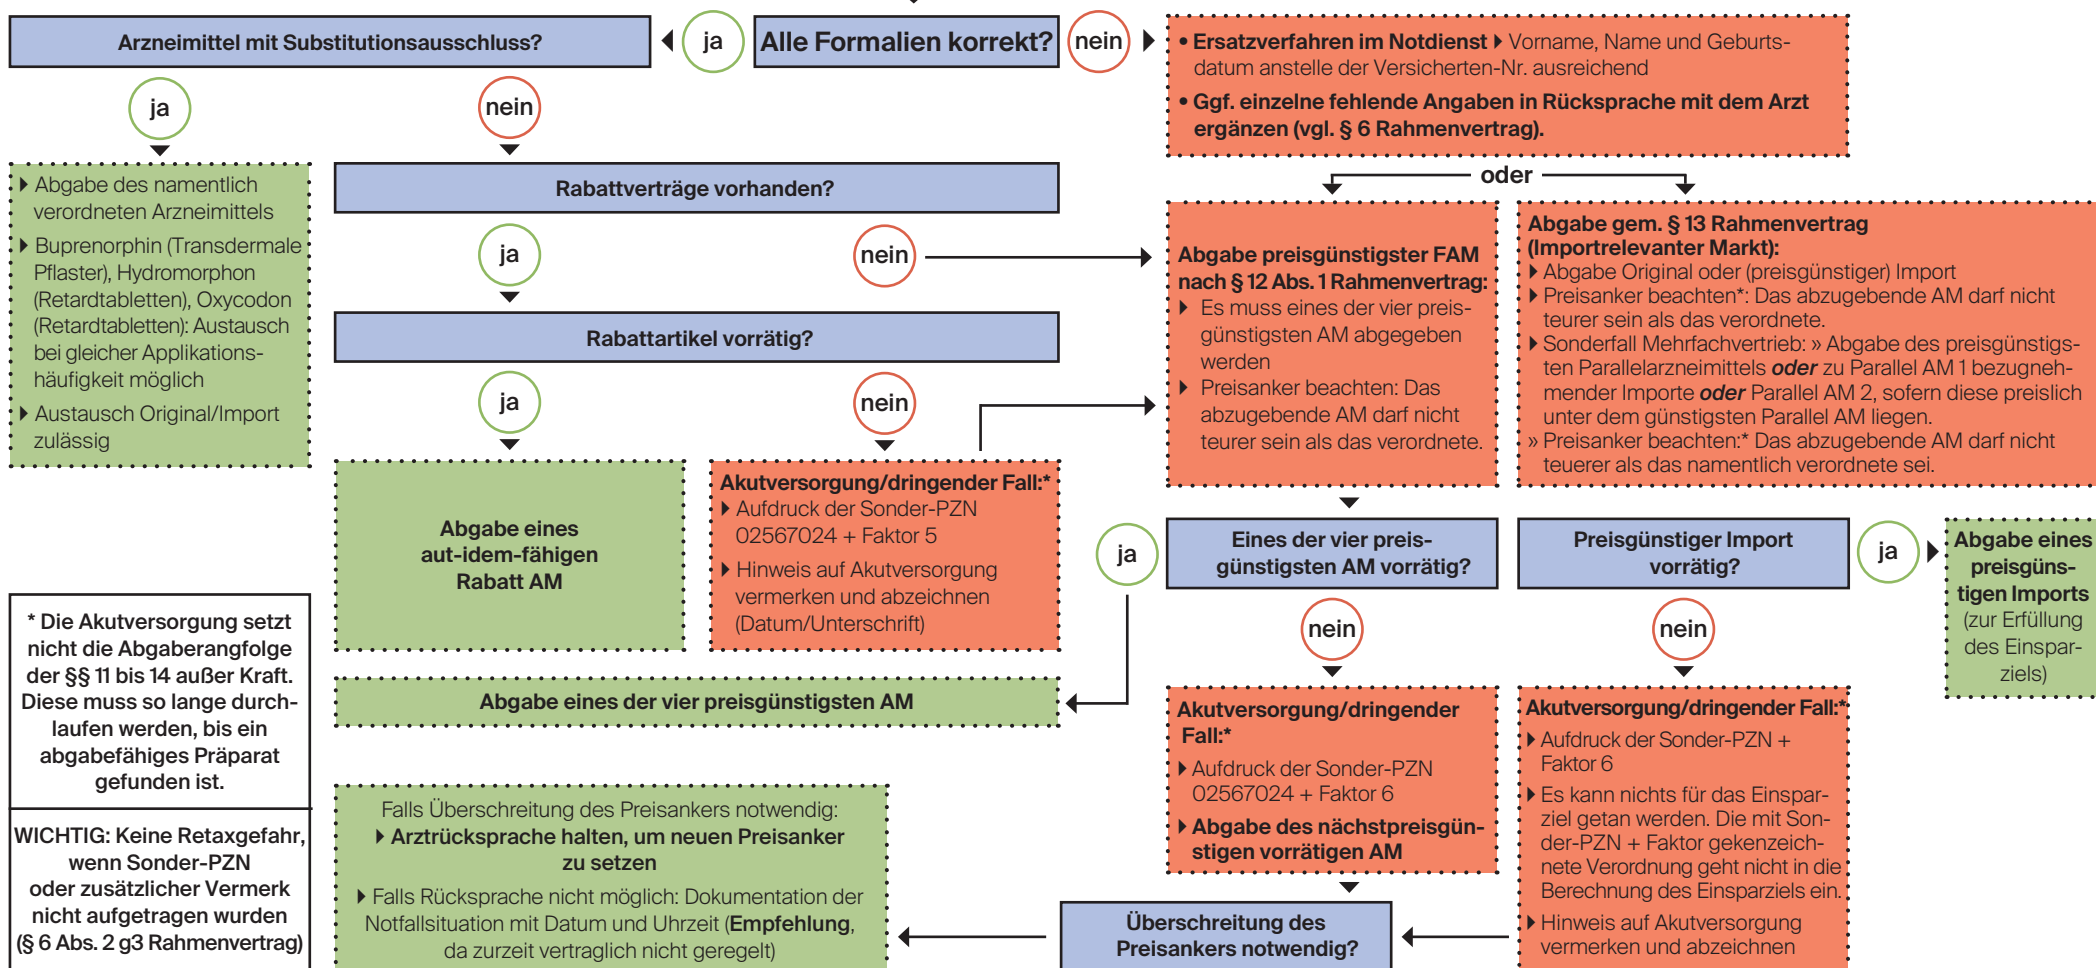 Arzneimittel mit Substitutionsausschluss?
ja
Alle Formalien korrekt?
nein
• Ersatzverfahren im Notdienst ▸ Vorname, Name und Geburts-
datum anstelle der Versicherten-Nr. ausreichend
• Ggf. einzelne fehlende Angaben in Rücksprache mit dem Arzt
ergänzen (vgl. § 6 Rahmenvertrag).
ja
nein
▸ Abgabe des namentlich
verordneten Arzneimittels
▸ Buprenorphin (Transdermale
Pflaster), Hydromorphon
(Retardtabletten), Oxycodon
(Retardtabletten): Austausch
bei gleicher Applikations-
häufigkeit möglich
▸ Austausch Original/Import
zulässig
Rabattverträge vorhanden?
ja
nein
Rabattartikel vorrätig?
ja
nein
Abgabe eines
aut-idem-fähigen
Rabatt AM
Akutversorgung/dringender Fall:*
▸ Aufdruck der Sonder-PZN
02567024 + Faktor 5
▸ Hinweis auf Akutversorgung
vermerken und abzeichnen
(Datum/Unterschrift)
oder
Abgabe preisgünstigster FAM
nach § 12 Abs. 1 Rahmenvertrag:
▸ Es muss eines der vier preis-
günstigsten AM abgegeben
werden
▸ Preisanker beachten: Das
abzugebende AM darf nicht
teurer sein als das verordnete.
Abgabe gem. § 13 Rahmenvertrag
(Importrelevanter Markt):
▸ Abgabe Original oder (preisgünstiger) Import
▸ Preisanker beachten*: Das abzugebende AM darf nicht
teurer sein als das verordnete.
▸ Sonderfall Mehrfachvertrieb: » Abgabe des preisgünstigs-
ten Parallelarzneimittels oder zu Parallel AM 1 bezugneh-
mender Importe oder Parallel AM 2, sofern diese preislich
unter dem günstigsten Parallel AM liegen.
» Preisanker beachten:* Das abzugebende AM darf nicht
teuerer als das namentlich verordnete sei.
ja
Eines der vier preis-
günstigsten AM vorrätig?
Preisgünstiger Import
vorrätig?
ja
Abgabe eines
preisgüns-
tigen Imports
(zur Erfüllung
des Einspar-
ziels)
nein
nein
Abgabe eines der vier preisgünstigsten AM
Akutversorgung/dringender
Fall:*
▸ Aufdruck der Sonder-PZN
02567024 + Faktor 6
▸ Abgabe des nächstpreisgün-
stigen vorrätigen AM
Akutversorgung/dringender Fall:*
▸ Aufdruck der Sonder-PZN +
Faktor 6
▸ Es kann nichts für das Einspar-
ziel getan werden. Die mit Son-
der-PZN + Faktor gekenzeich-
nete Verordnung geht nicht in die
Berechnung des Einsparziels ein.
▸ Hinweis auf Akutversorgung
vermerken und abzeichnen
Überschreitung des
Preisankers notwendig?
Falls Überschreitung des Preisankers notwendig:
▸ Arztrücksprache halten, um neuen Preisanker
zu setzen
▸ Falls Rücksprache nicht möglich: Dokumentation der
Notfallsituation mit Datum und Uhrzeit (Empfehlung,
da zurzeit vertraglich nicht geregelt)
* Die Akutversorgung setzt
nicht die Abgaberangfolge
der §§ 11 bis 14 außer Kraft.
Diese muss so lange durch-
laufen werden, bis ein
abgabefähiges Präparat
gefunden ist.
WICHTIG: Keine Retaxgefahr,
wenn Sonder-PZN
oder zusätzlicher Vermerk
nicht aufgetragen wurden
(§ 6 Abs. 2 g3 Rahmenvertrag)